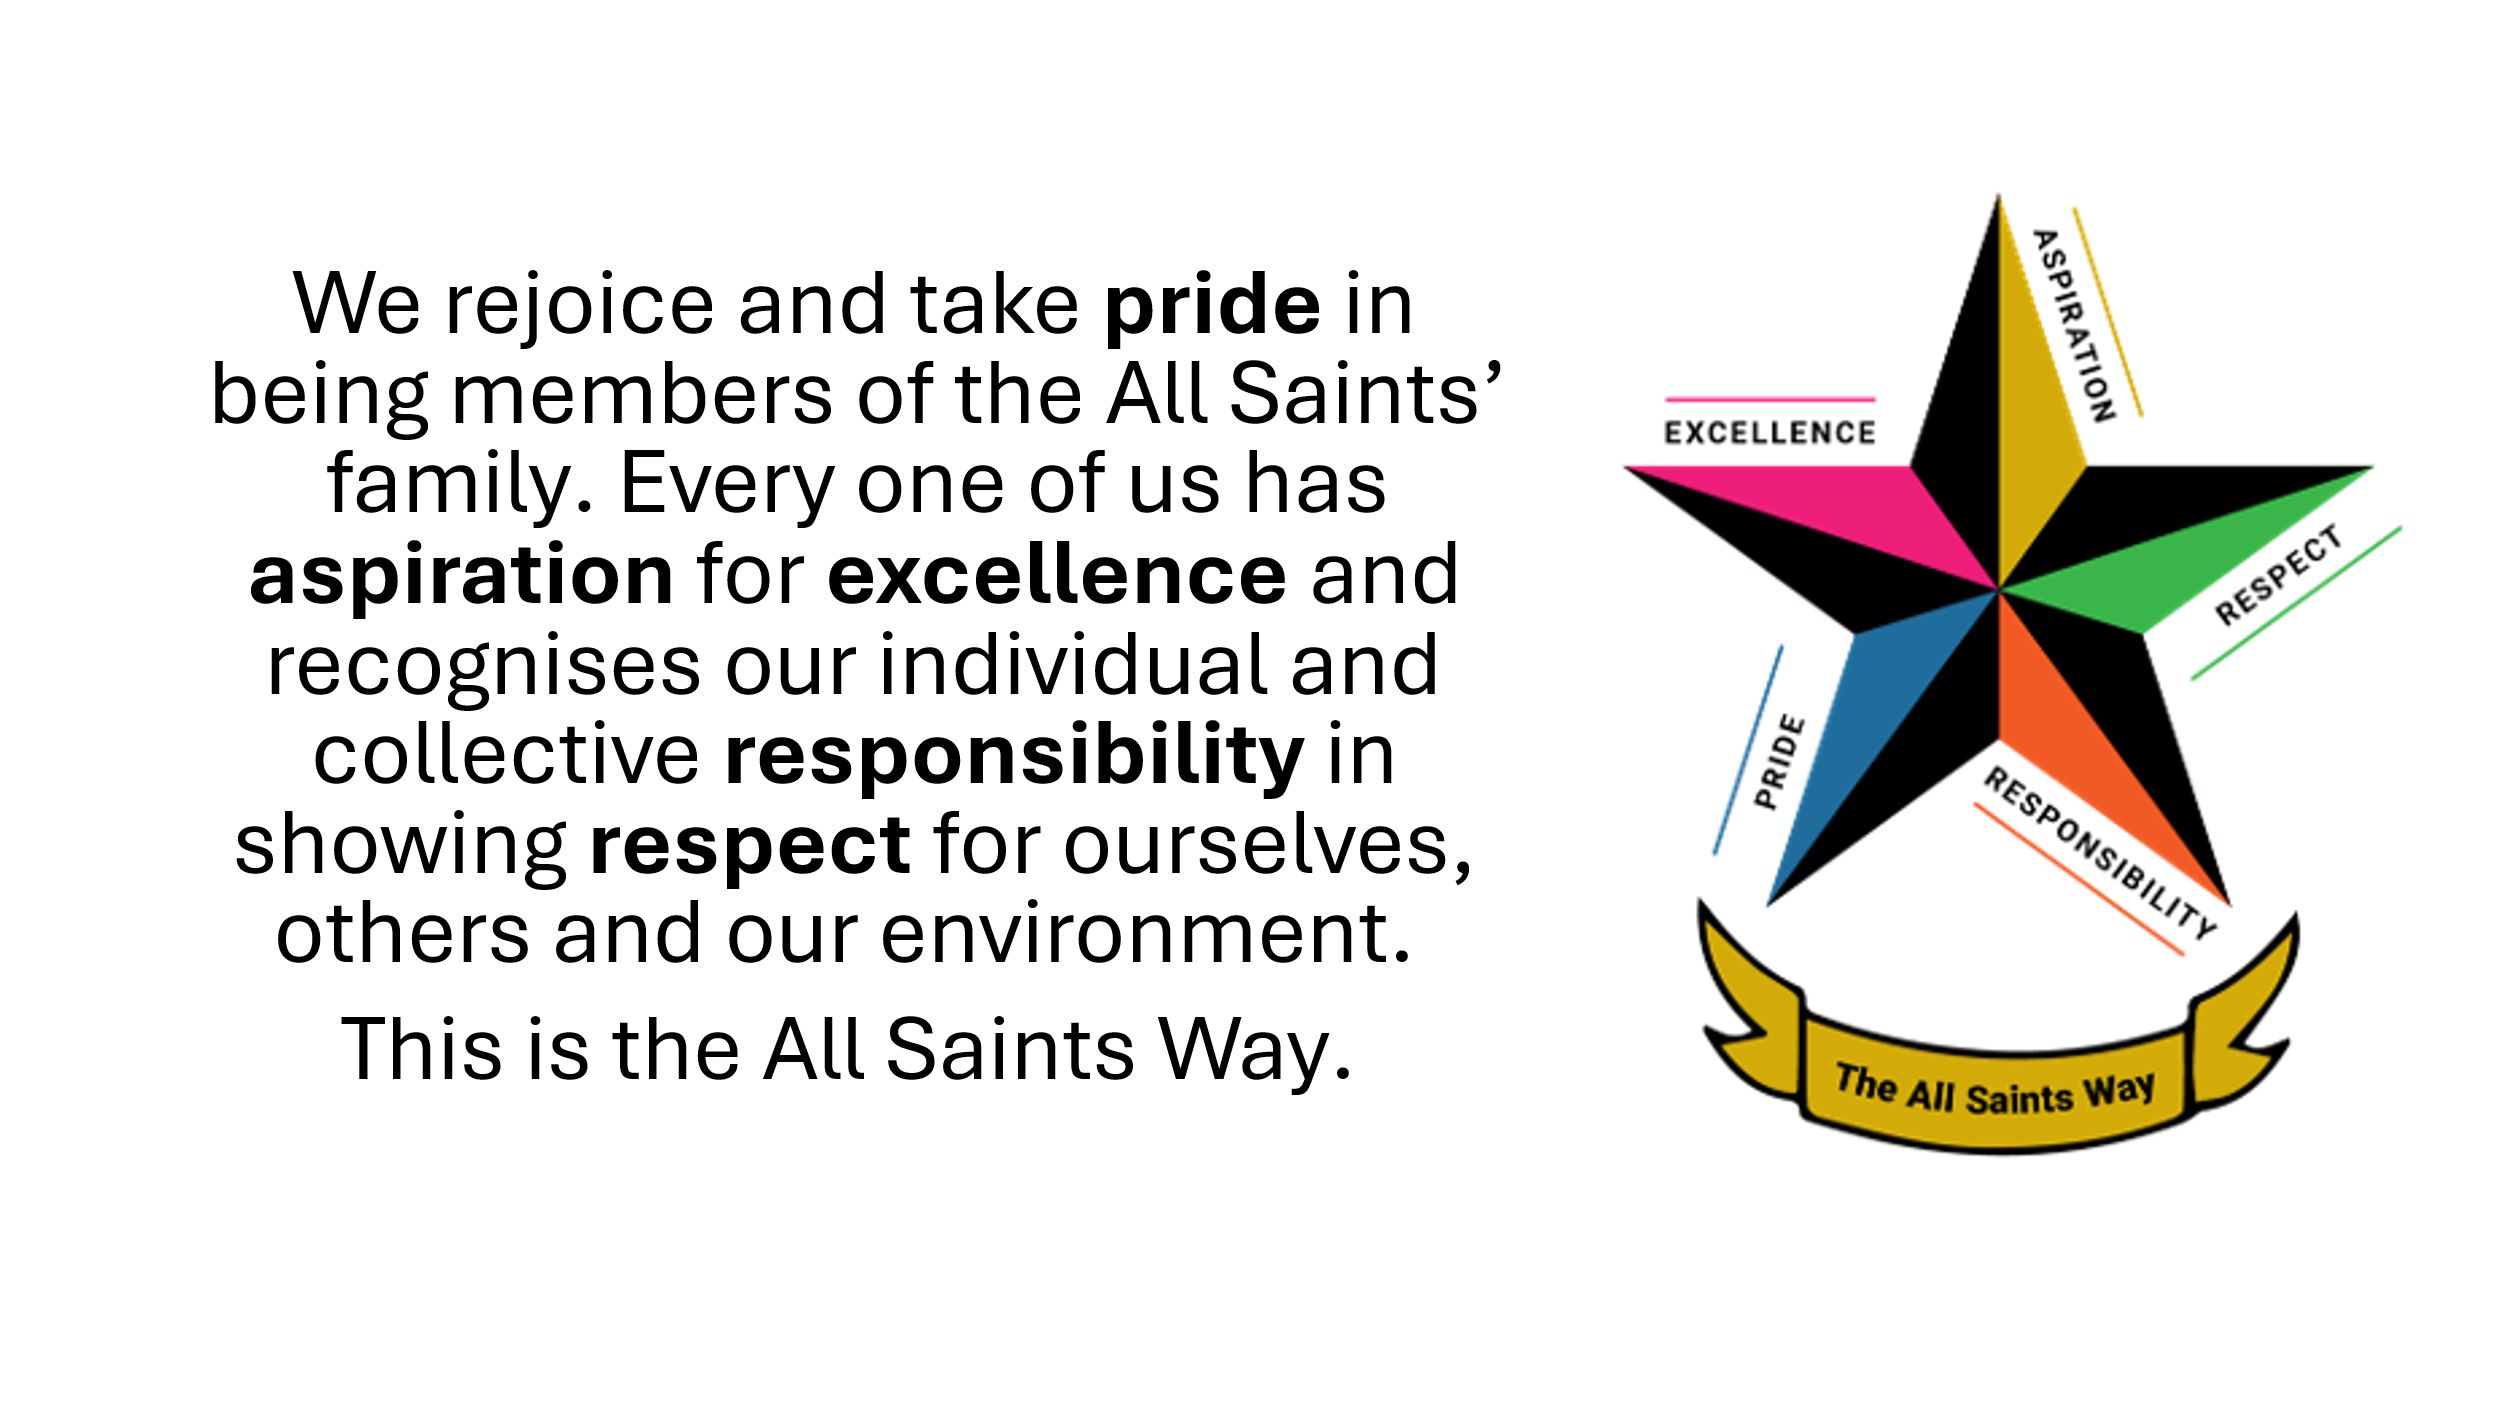 We rejoice and take pride in
being members of the All Saints’
family. Every one of us has
aspiration for excellence and
recognises our individual and
collective responsibility in
showing respect for ourselves,
others and our environment.
This is the All Saints Way.
ASPIRATION
EXCELLENCE
RESPECT
PRIDE
RESPONSIBILITY
The All Saints Way